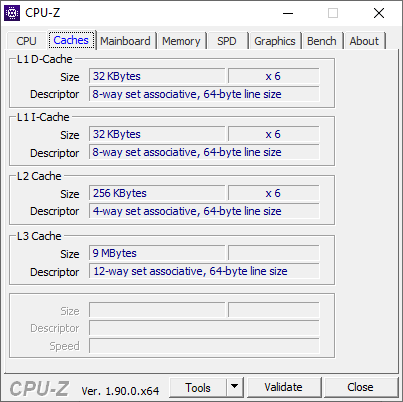 CPU-Z
CPU Caches Mainboard Memory SPD Graphics Bench About
L1 D-Cache
Size 32 KBytes x 6
Descriptor 8-way set associative, 64-byte line size
L1 I-Cache
Size 32 KBytes x 6
Descriptor 8-way set associative, 64-byte line size
L2 Cache
Size 256 KBytes x 6
Descriptor 4-way set associative, 64-byte line size
L3 Cache
Size 9 MBytes
Descriptor 12-way set associative, 64-byte line size
Size
Descriptor
Speed
CPU-Z Ver. 1.90.0.x64 Tools Validate Close